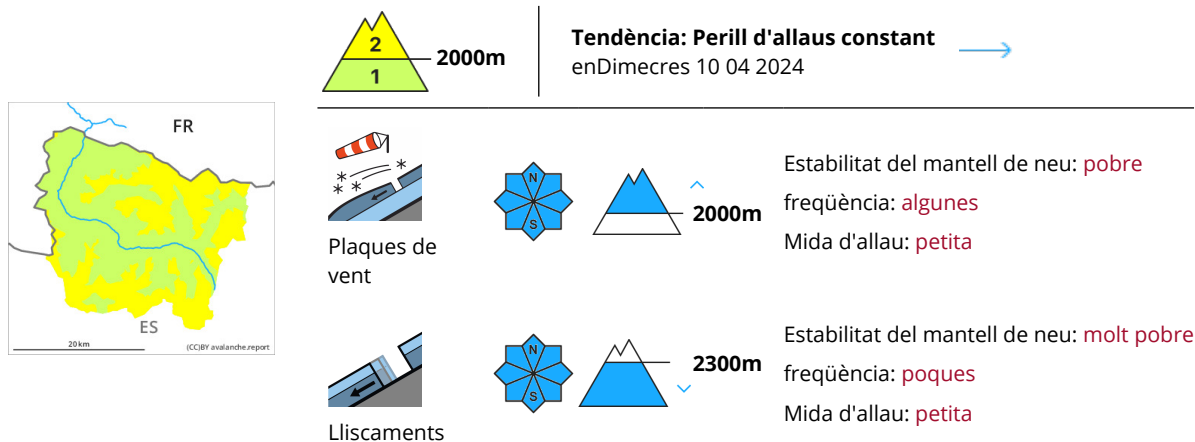 2
1
2000m
Tendència: Perill d'allaus constant
enDimecres 10 04 2024
FR
ES
20 km
(CC)BY avalanche.report
N
S
2000m
Plaques de
vent
Estabilitat del mantell de neu: pobre
freqüència: algunes
Mida d'allau: petita
N
S
2300m
Lliscaments
Estabilitat del mantell de neu: molt pobre
freqüència: poques
Mida d'allau: petita